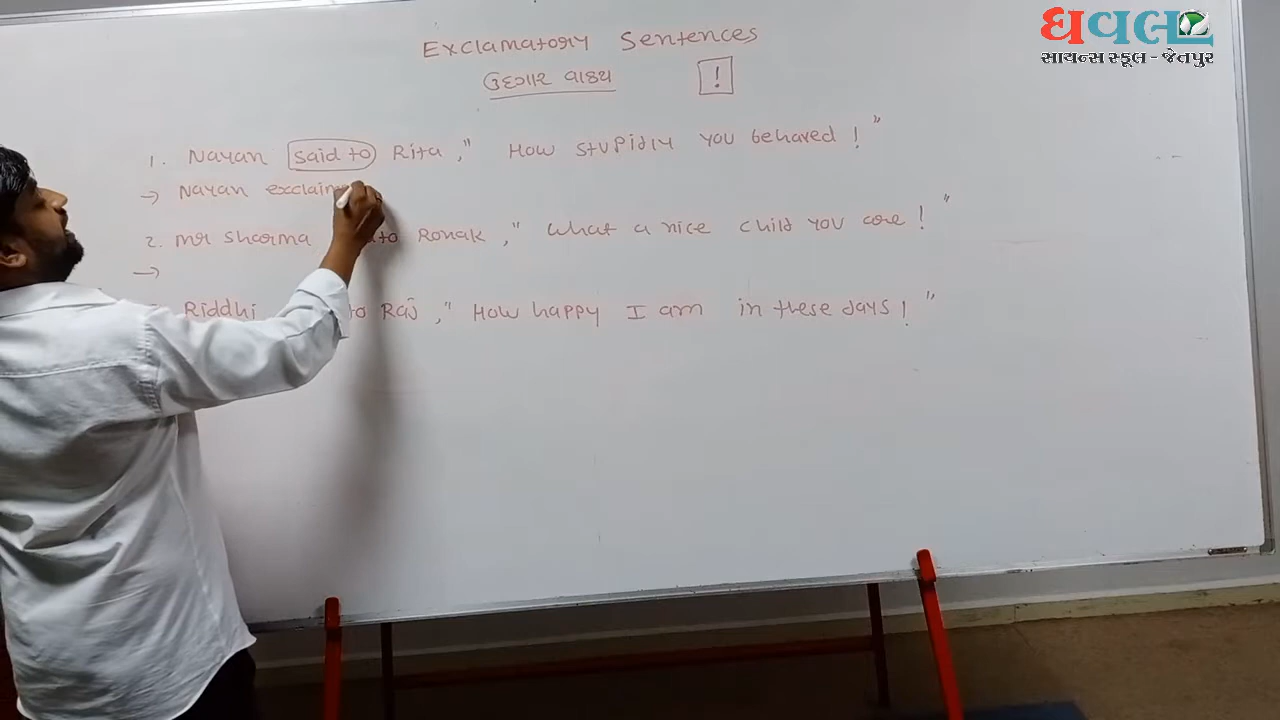 ધવલ
સાયન્સ સ્કૂલ - જેતપુર
Exclamatory Sentences
ઉદગાર વાક્ય !
1. Nayan said to Rita," How stupidly you behaved!"
→ Nayan exclaim
2. Mr Sharma to Ronak," What a nice child you are!"
→
Riddhi to Raj," How happy I am in these days!"